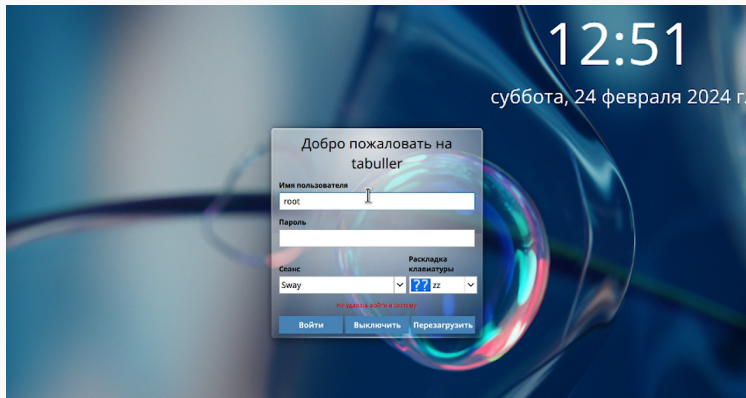 12:51
суббота, 24 февраля 2024 г.
Добро пожаловать на
tabuller
Имя пользователя
root
Пароль
Сеанс
Раскладка
клавиатуры
Sway
?? zz
Не удалось войти в систему
Войти
Выключить
Перезагрузить